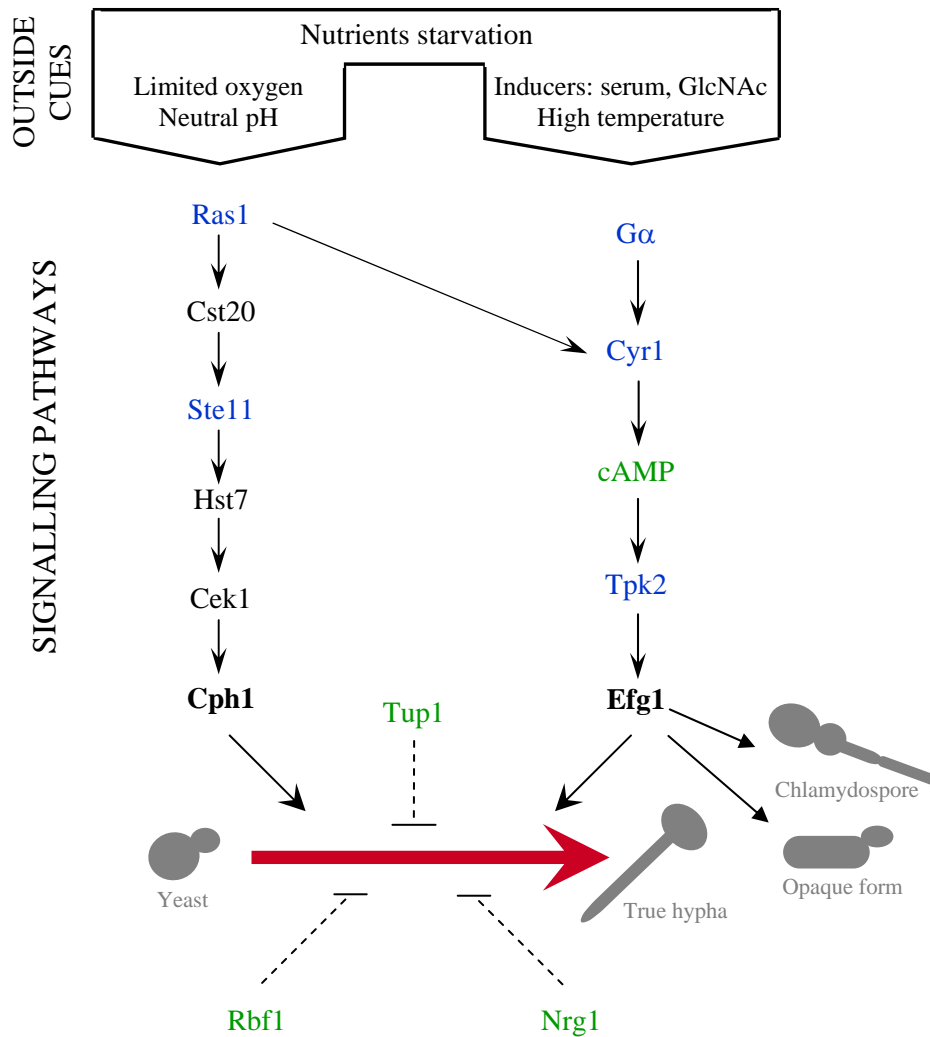 OUTSIDE
CUES
Nutrients starvation
Limited oxygen
Neutral pH
Inducers: serum, GlcNAc
High temperature
SIGNALLING PATHWAYS
Ras1
Gα
Cst20
Cyr1
Ste11
cAMP
Hst7
Tpk2
Cek1
Cph1
Tup1
Efg1
Chlamydospore
Yeast
True hypha
Opaque form
Rbf1
Nrg1